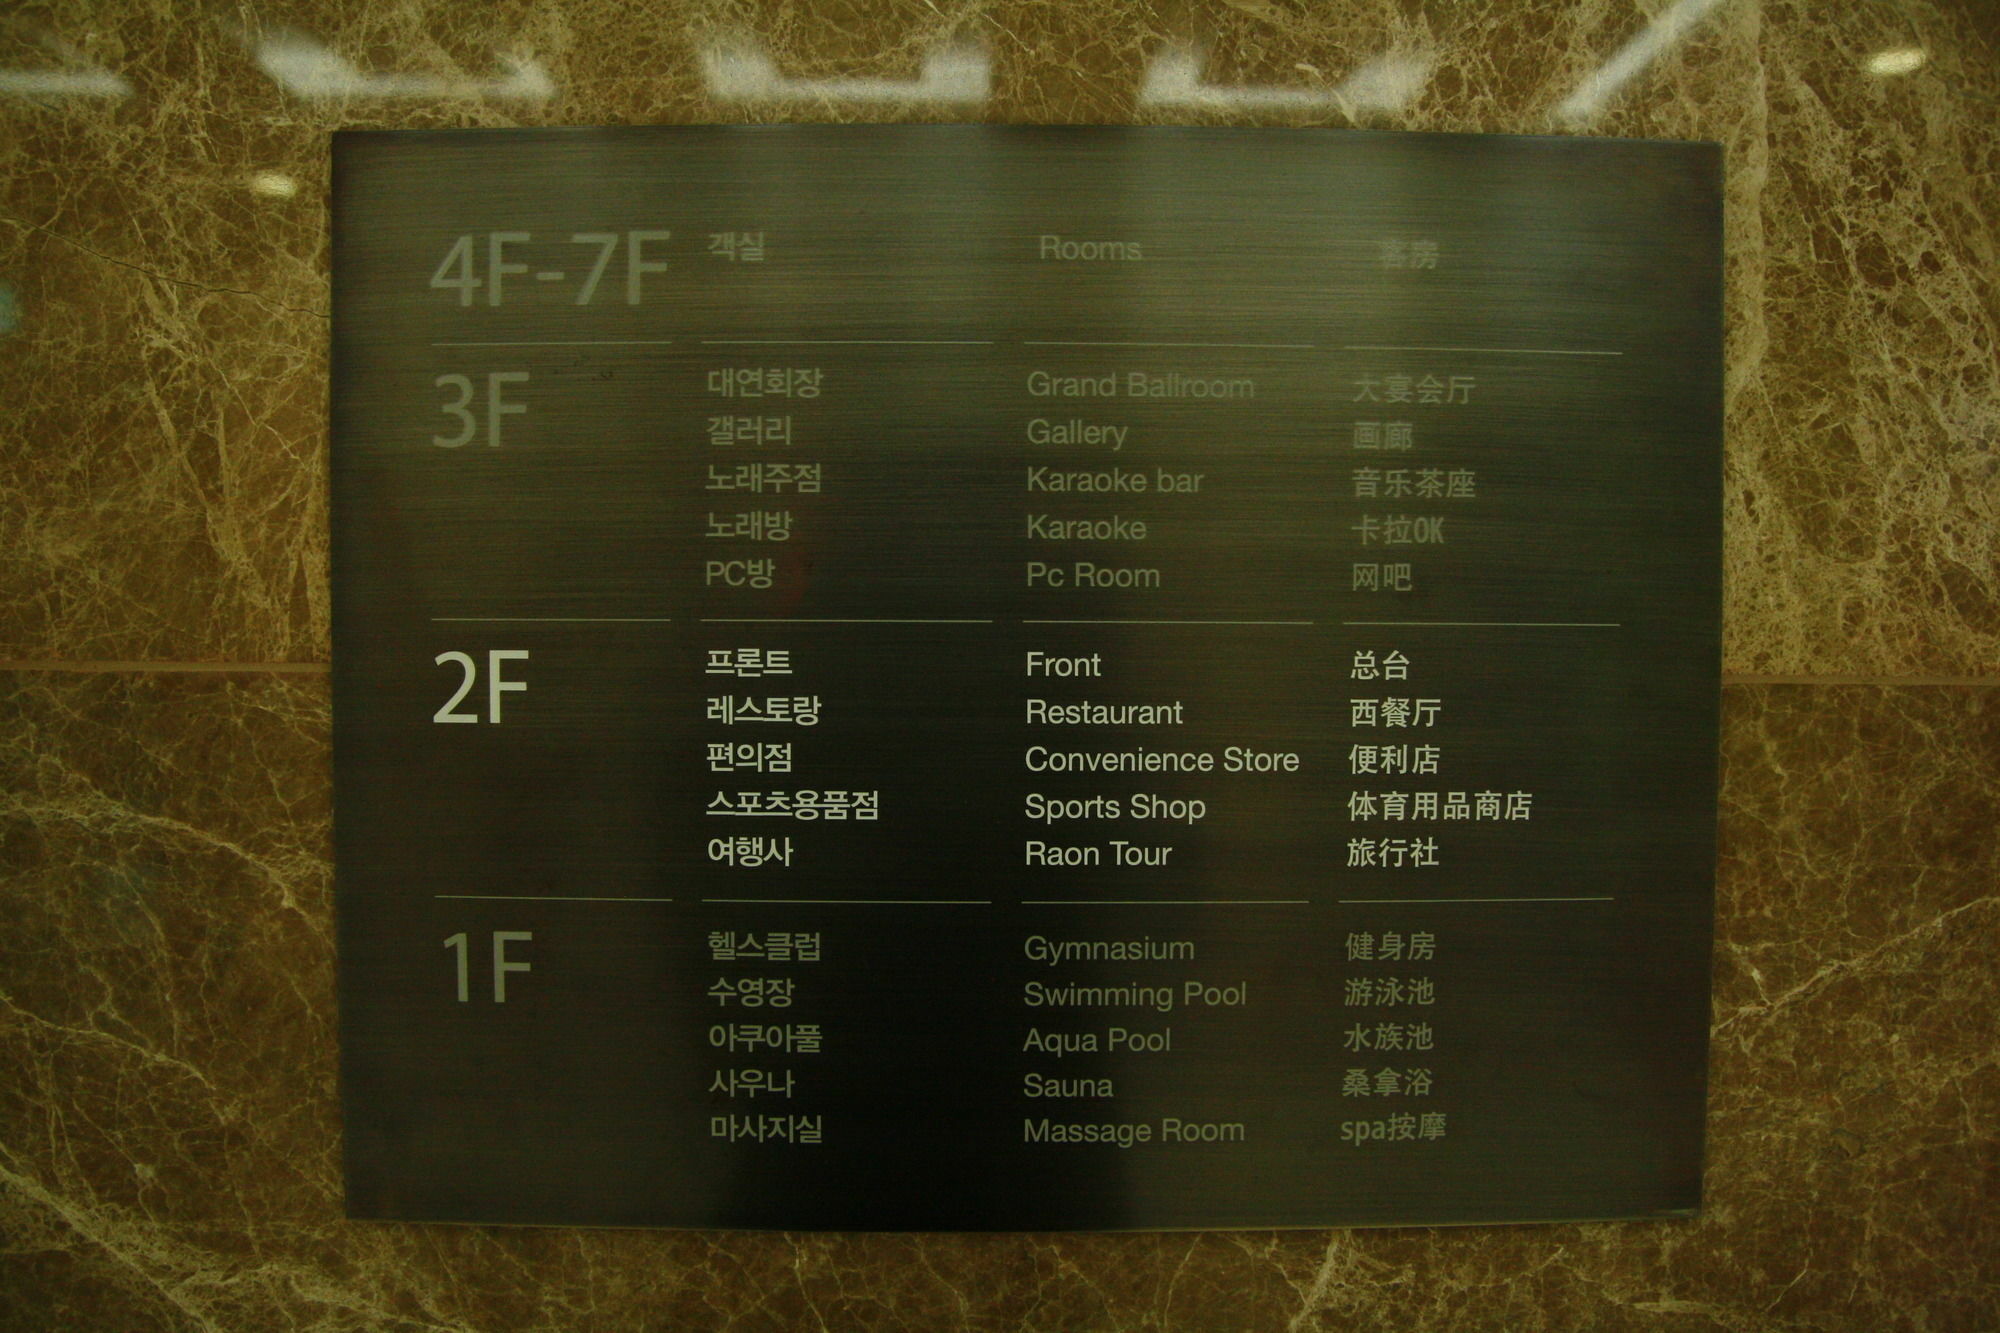 4F-7F 객실 Rooms 客房
3F 대연회장 Grand Ballroom 大宴会厅
갤러리 Gallery 画廊
노래주점 Karaoke bar 音乐茶座
노래방 Karaoke 卡拉OK
PC방 Pc Room 网吧
2F 프론트 Front 总台
레스토랑 Restaurant 西餐厅
편의점 Convenience Store 便利店
스포츠용품점 Sports Shop 体育用品商店
여행사 Raon Tour 旅行社
1F 헬스클럽 Gymnasium 健身房
수영장 Swimming Pool 游泳池
아쿠아풀 Aqua Pool 水族池
사우나 Sauna 桑拿浴
마사지실 Massage Room spa按摩